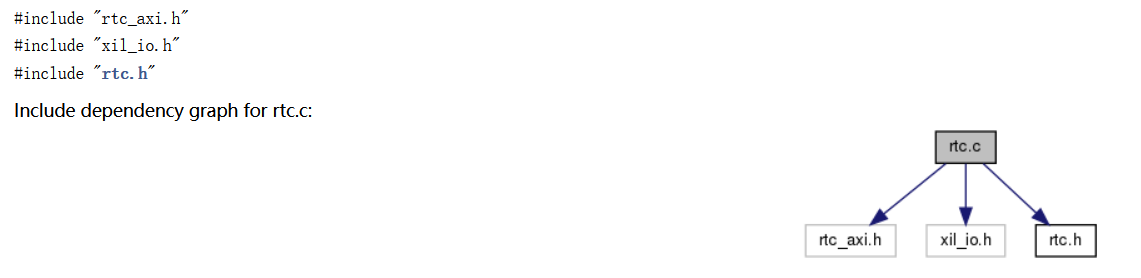 #include "rtc_axi.h"
#include "xil_io.h"
#include "rtc.h"
Include dependency graph for rtc.c:
rtc.c
rtc_axi.h xil_io.h rtc.h